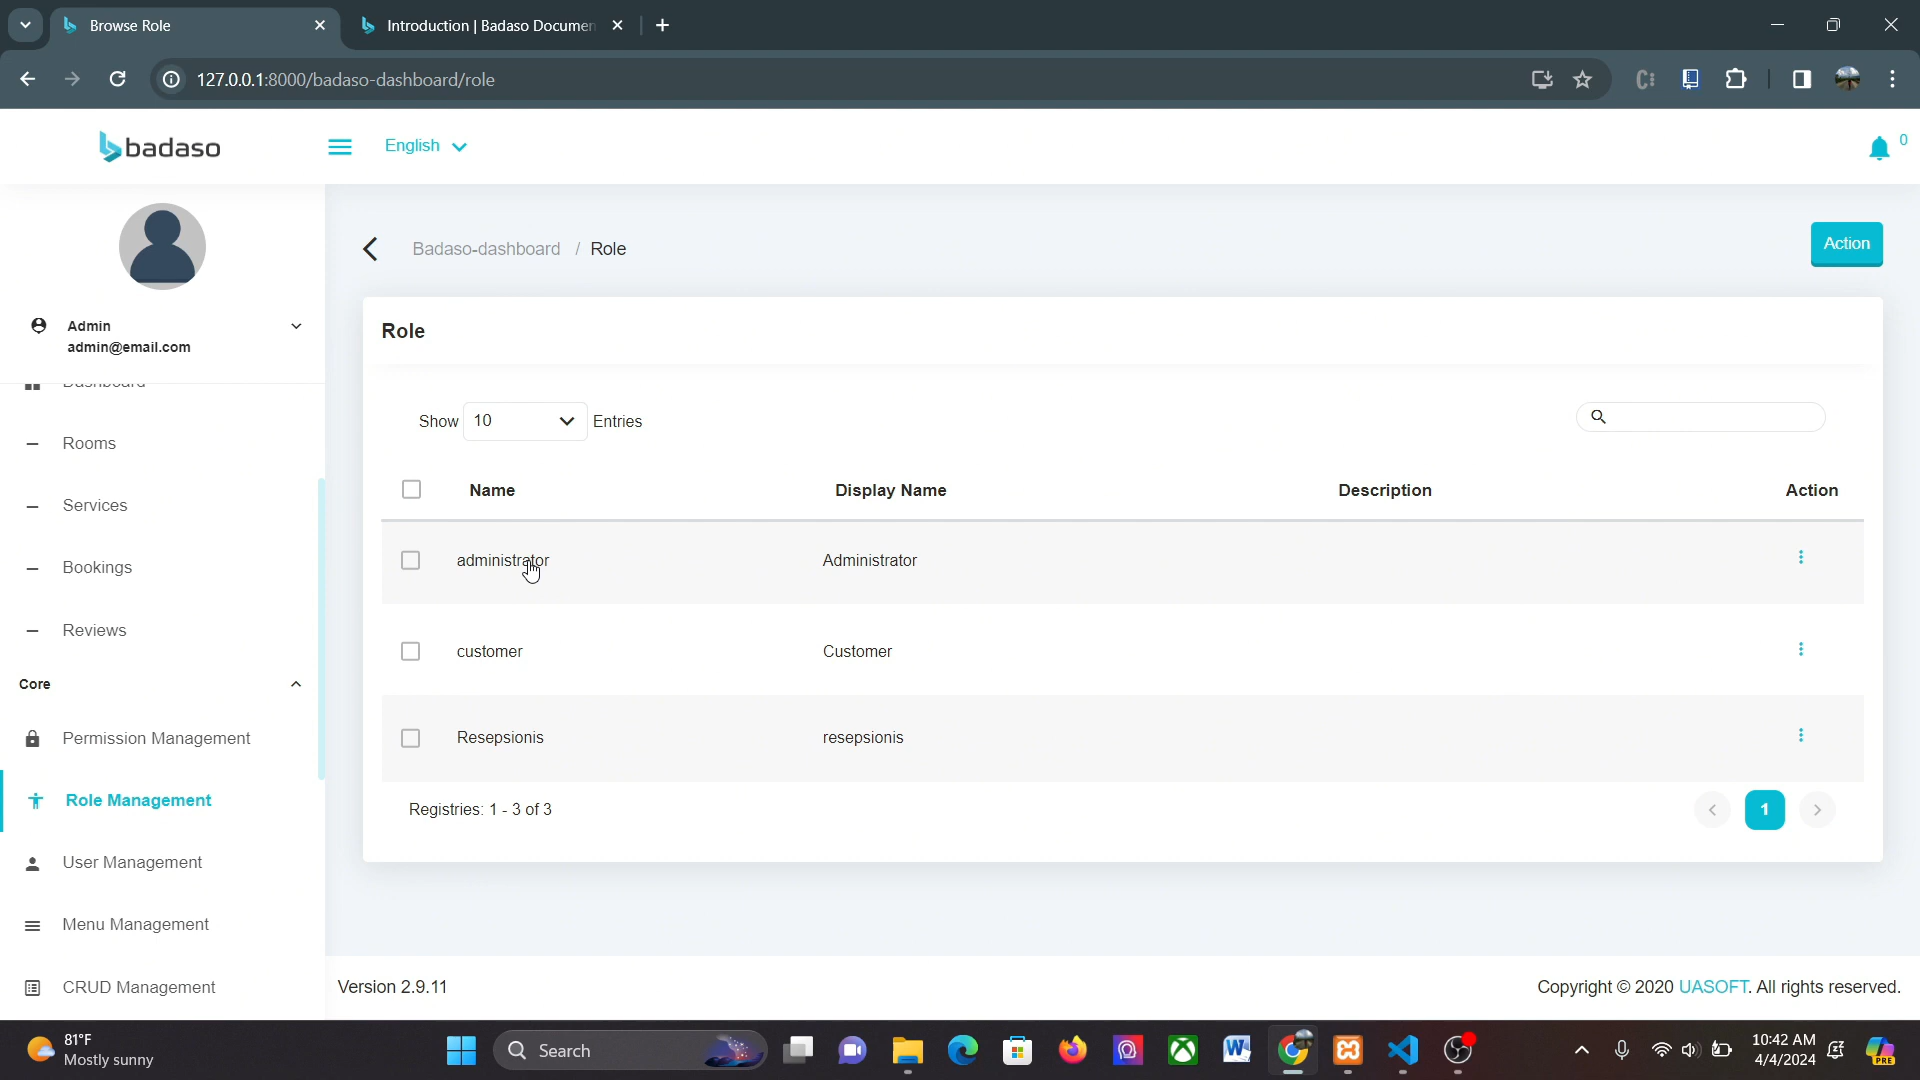 Browse Role
Introduction | Badaso Documen
127.0.0.1:8000/badaso-dashboard/role
badaso
English
0
Badaso-dashboard / Role
Action
Admin
admin@email.com
Dashboard
Rooms
Services
Bookings
Reviews
Core
Permission Management
Role Management
User Management
Menu Management
CRUD Management
Role
Show 10 Entries
Name Display Name Description Action
administrator Administrator
customer Customer
Resepsionis resepsionis
Registries: 1 - 3 of 3
1
Version 2.9.11
Copyright © 2020 UASOFT. All rights reserved.
81°F
Mostly sunny
Search
10:42 AM
4/4/2024
PRE